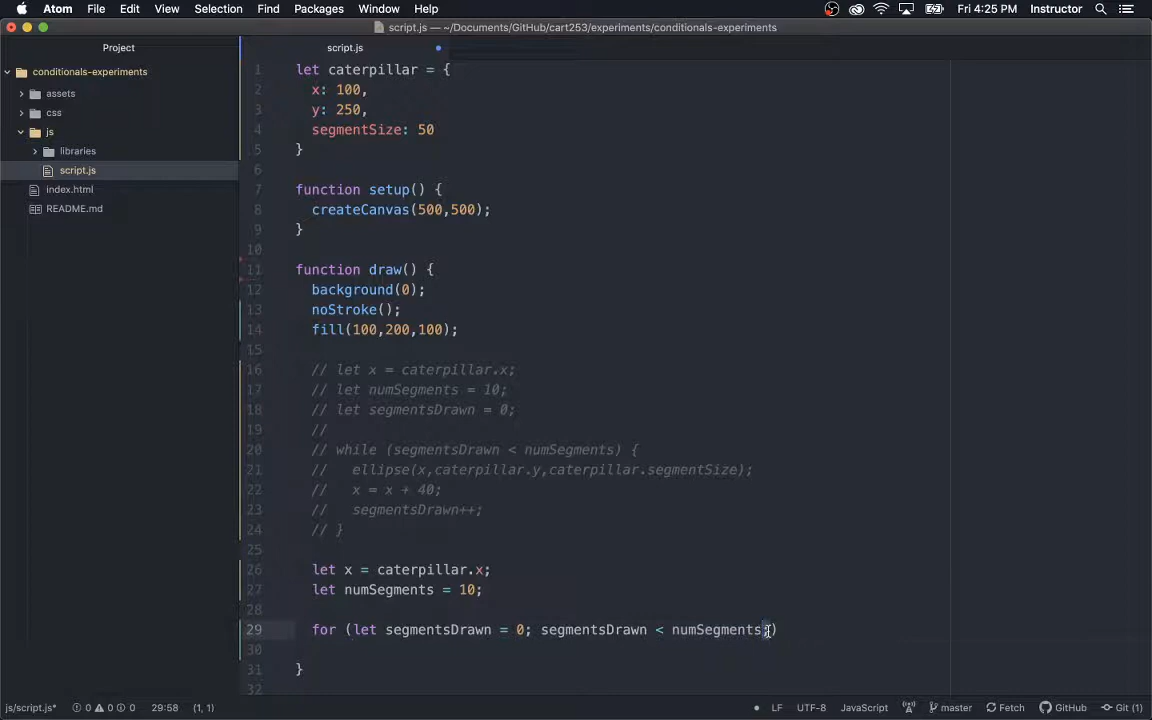 Atom File Edit View Selection Find Packages Window Help Fri 4:25 PM Instructor
script.js — ~/Documents/GitHub/cart253/experiments/conditionals-experiments
Project
script.js
conditionals-experiments
assets
css
js
libraries
script.js
index.html
README.md
1 let caterpillar = {
2 x: 100,
3 y: 250,
4 segmentSize: 50
5 }
6
7 function setup() {
8 createCanvas(500,500);
9 }
10
11 function draw() {
12 background(0);
13 noStroke();
14 fill(100,200,100);
15
16 // let x = caterpillar.x;
17 // let numSegments = 10;
18 // let segmentsDrawn = 0;
19 //
20 // while (segmentsDrawn < numSegments) {
21 // ellipse(x,caterpillar.y,caterpillar.segmentSize);
22 // x = x + 40;
23 // segmentsDrawn++;
24 // }
25
26 let x = caterpillar.x;
27 let numSegments = 10;
28
29 for (let segmentsDrawn = 0; segmentsDrawn < numSegments;)
30
31 }
32
js/script.js* 0 0 0 29:58 (1, 1) LF UTF-8 JavaScript master Fetch GitHub Git (1)